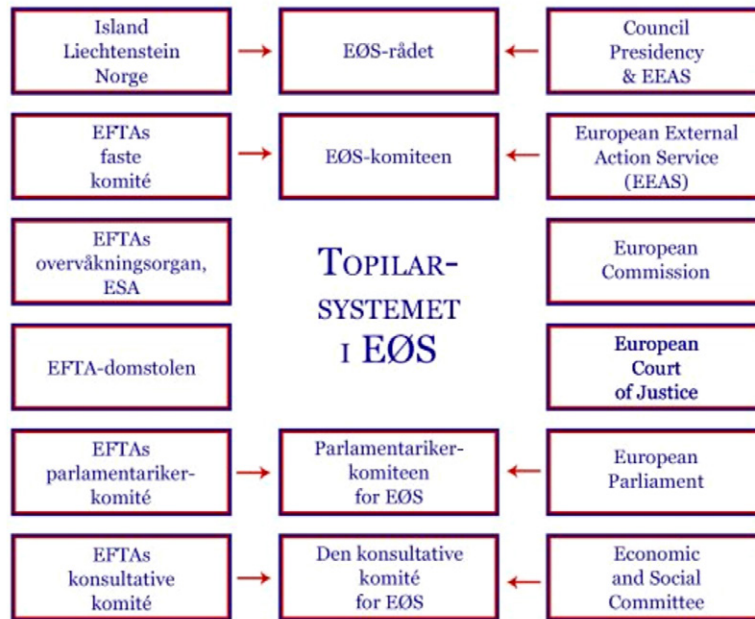 Island
Liechtenstein
Norge
EØS-rådet
Council
Presidency
& EEAS
EFTAs
faste
komité
EØS-komiteen
European External
Action Service
(EEAS)
EFTAs
overvåkningsorgan,
ESA
TOPILAR-
SYSTEMET
I EØS
European
Commission
EFTA-domstolen
European
Court
of Justice
EFTAs
parlamentariker-
komité
Parlamentariker-
komiteen
for EØS
European
Parliament
EFTAs
konsultative
komité
Den konsultative
komité
for EØS
Economic
and Social
Committee